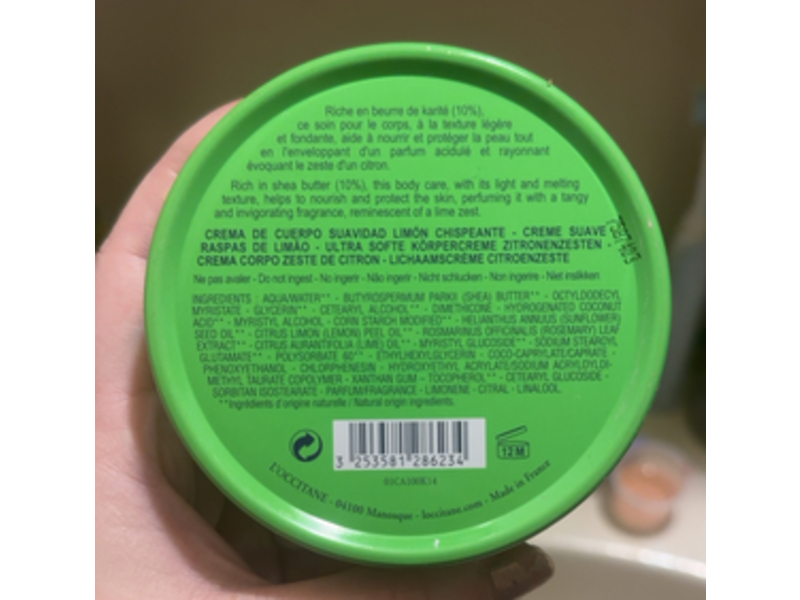 Riche en beurre de karité (10%),
ce soin pour le corps, à la texture légère
et fondante, aide à nourrir et protéger la peau tout
en l'enveloppant d'un parfum acidulé et rayonnant
évoquant le zeste d'un citron.
Rich in shea butter (10%), this body care, with its light and melting
texture, helps to nourish and protect the skin, perfuming it with a tangy
and invigorating fragrance, reminescent of a lime zest.
CREMA DE CUERPO SUAVIDAD LIMÓN CHISPEANTE - CREME SUAVE
RASPAS DE LIMÃO - ULTRA SOFTE KÖRPERCREME ZITRONENZESTEN -
CREMA CORPO ZESTE DE CITRON - LICHAAMSCRÈME CITROENZESTE
Ne pas avaler - Do not ingest - No ingerir - Não ingerir - Nicht schlucken - Non ingerire - Niet inslikken
INGREDIENTS : AQUA/WATER** - BUTYROSPERMUM PARKII (SHEA) BUTTER** - OCTYLDODECYL
MYRISTATE - GLYCERIN** - CETEARYL ALCOHOL** - DIMETHICONE - HYDROGENATED COCONUT
ACID** - MYRISTYL ALCOHOL - CORN STARCH MODIFIED** - HELIANTHUS ANNUUS (SUNFLOWER)
SEED OIL** - CITRUS LIMON (LEMON) PEEL OIL** - ROSMARINUS OFFICINALIS (ROSEMARY) LEAF
EXTRACT** - CITRUS AURANTIFOLIA (LIME) OIL** - MYRISTYL GLUCOSIDE** - SODIUM STEAROYL
GLUTAMATE** - POLYSORBATE 60** - ETHYLHEXYLGLYCERIN - COCO-CAPRYLATE/CAPRATE -
PHENOXYETHANOL - CHLORPHENESIN - HYDROXYETHYL ACRYLATE/SODIUM ACRYLOYLDI-
METHYL TAURATE COPOLYMER - XANTHAN GUM - TOCOPHEROL** - CETEARYL GLUCOSIDE -
SORBITAN ISOSTEARATE - PARFUM/FRAGRANCE - LIMONENE - CITRAL - LINALOOL.
**Ingrédients d'origine naturelle / Natural origin ingredients.
3 253581 286234
12 M
01CA100K14
L'OCCITANE - 04100 Manosque - loccitane.com - Made in France